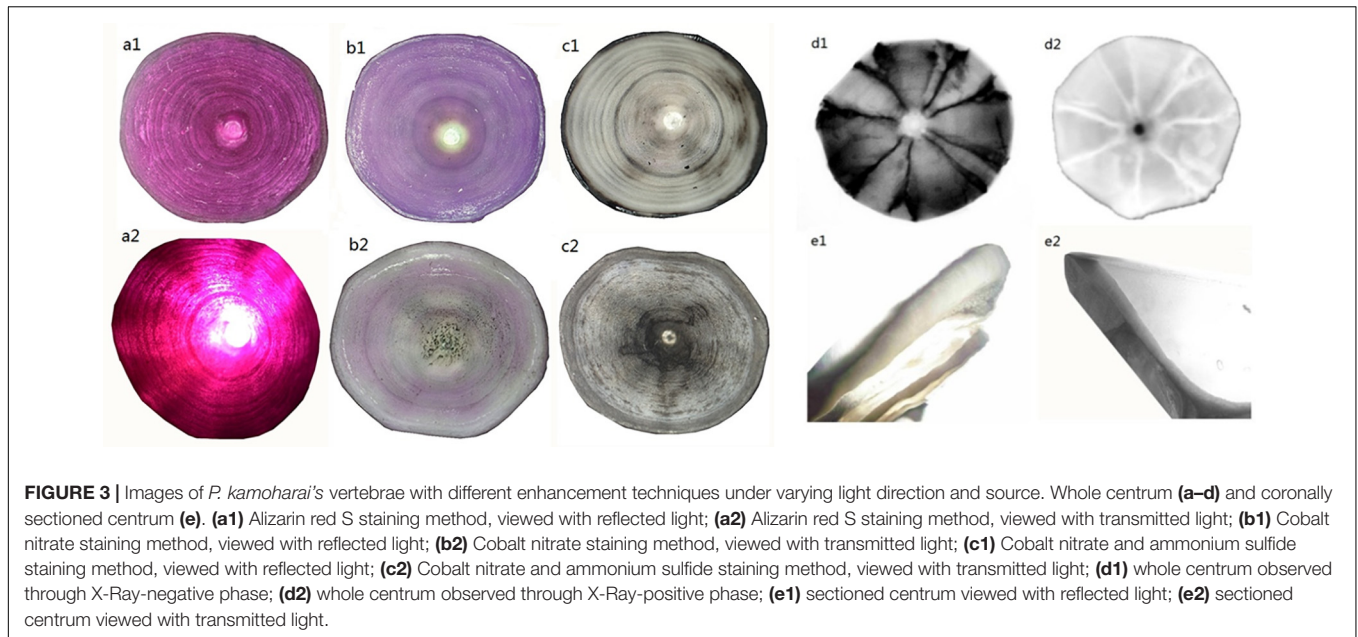 a1
b1
c1
d1
d2
a2
b2
c2
e1
e2
FIGURE 3 | Images of P. kamoharai's vertebrae with different enhancement techniques under varying light direction and source. Whole centrum (a–d) and coronally
sectioned centrum (e). (a1) Alizarin red S staining method, viewed with reflected light; (a2) Alizarin red S staining method, viewed with transmitted light; (b1) Cobalt
nitrate staining method, viewed with reflected light; (b2) Cobalt nitrate staining method, viewed with transmitted light; (c1) Cobalt nitrate and ammonium sulfide
staining method, viewed with reflected light; (c2) Cobalt nitrate and ammonium sulfide staining method, viewed with transmitted light; (d1) whole centrum observed
through X-Ray-negative phase; (d2) whole centrum observed through X-Ray-positive phase; (e1) sectioned centrum viewed with reflected light; (e2) sectioned
centrum viewed with transmitted light.